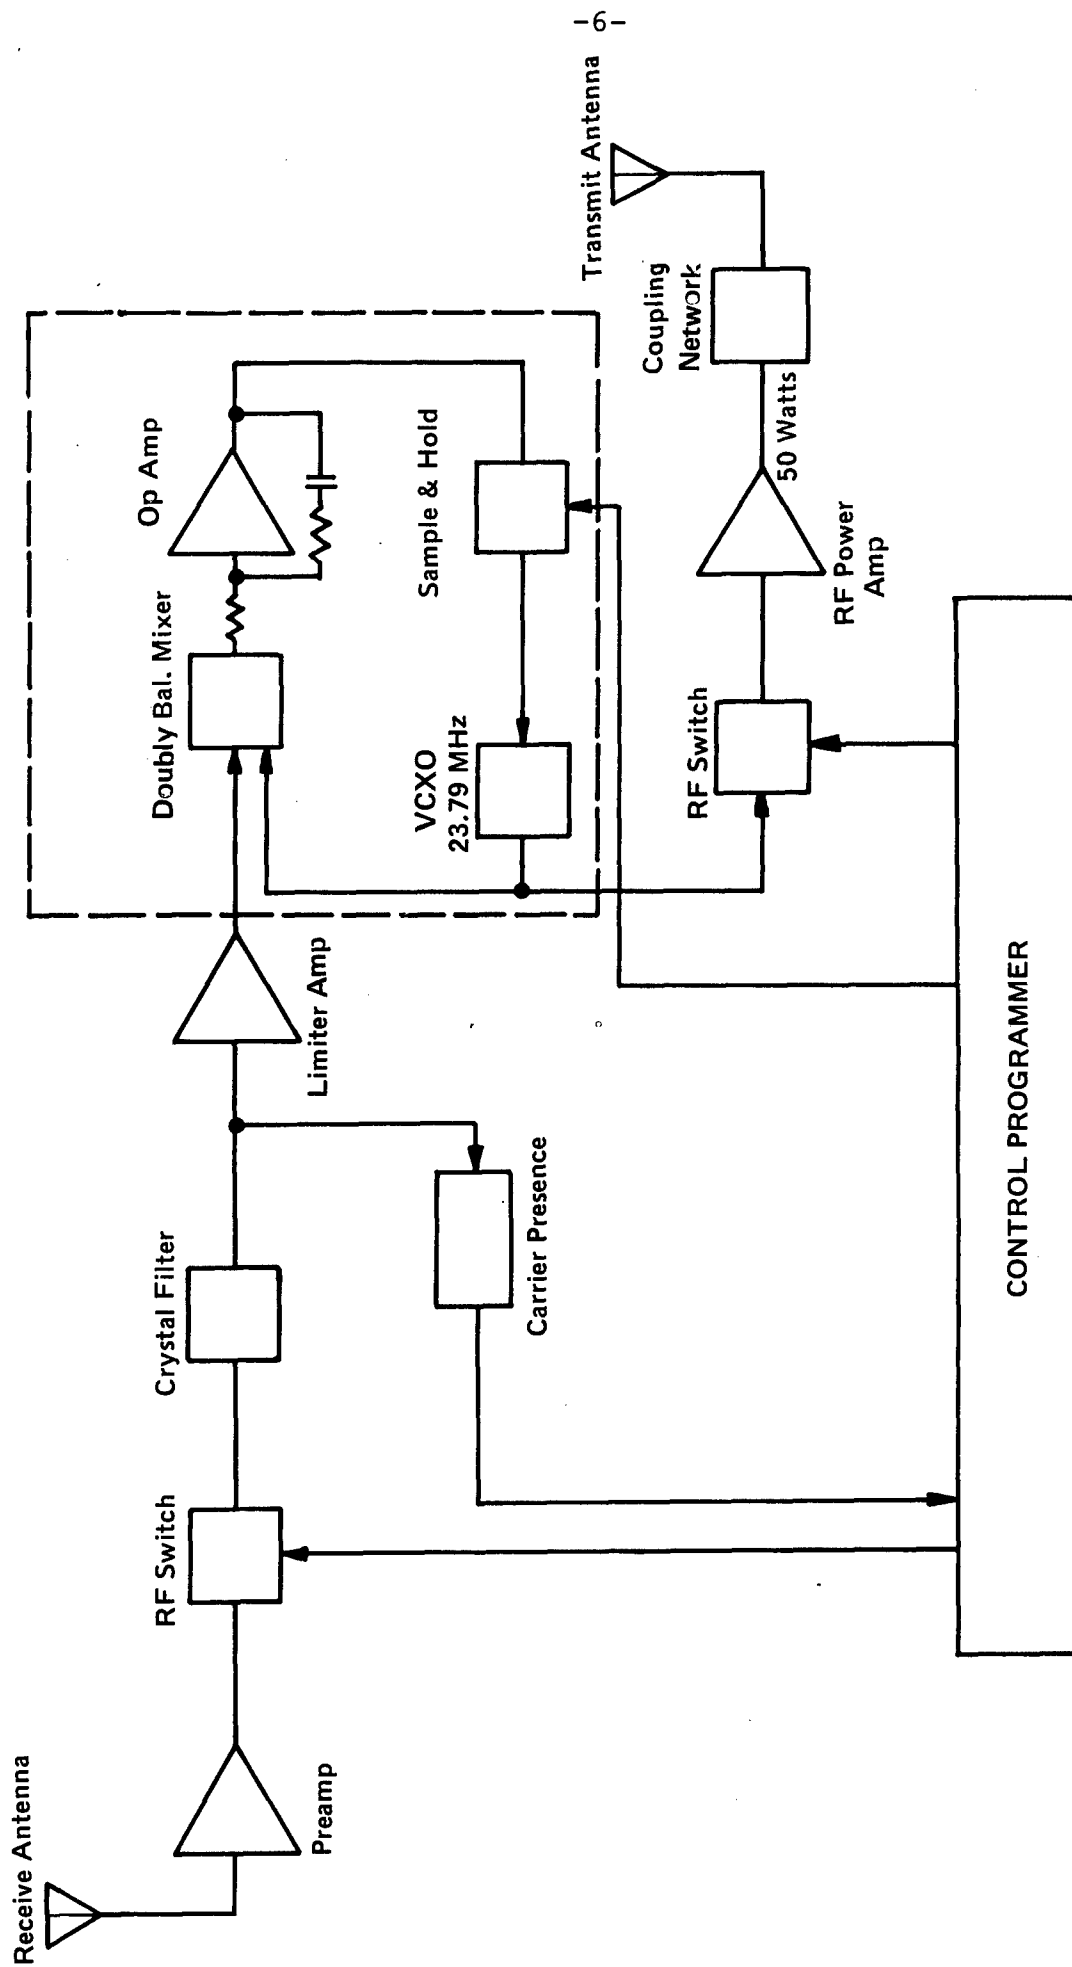 -6-
Receive Antenna
Preamp
RF Switch
Crystal Filter
Carrier Presence
Limiter Amp
Doubly Bal. Mixer
Op Amp
VCXO
23.79 MHz
Sample & Hold
RF Switch
RF Power
Amp
50 Watts
Coupling
Network
Transmit Antenna
CONTROL PROGRAMMER